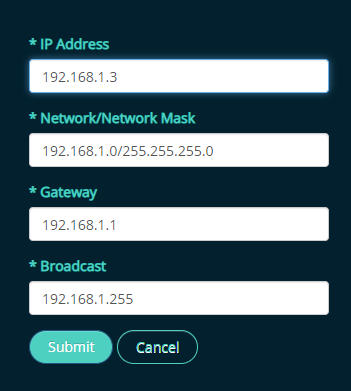 * IP Address
192.168.1.3
* Network/Network Mask
192.168.1.0/255.255.255.0
* Gateway
192.168.1.1
* Broadcast
192.168.1.255
Submit Cancel